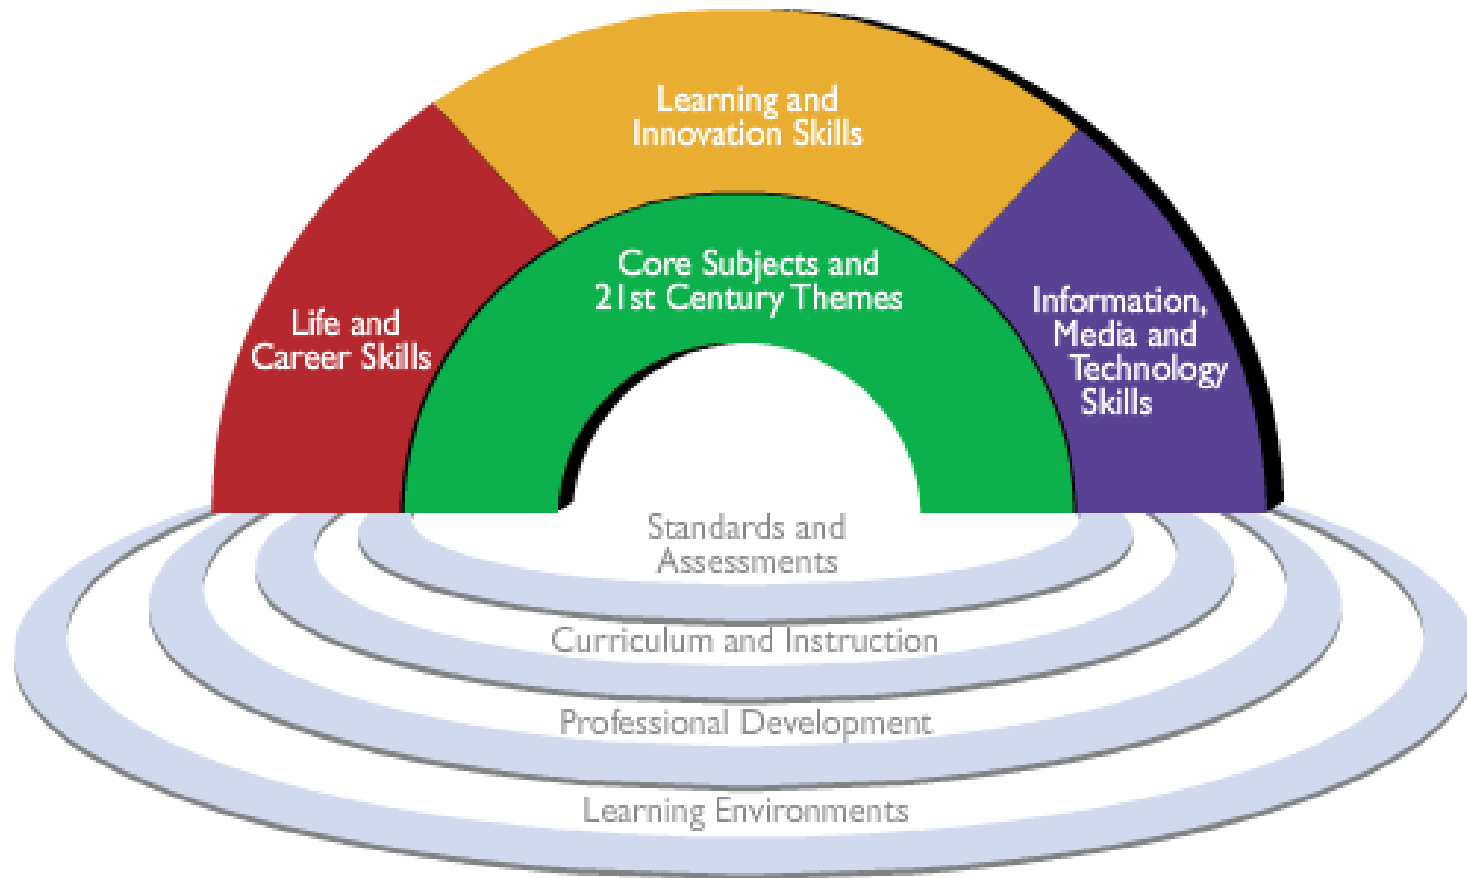 Learning and
Innovation Skills
Core Subjects and
21st Century Themes
Life and
Career Skills
Information,
Media and
Technology
Skills
Standards and
Assessments
Curriculum and Instruction
Professional Development
Learning Environments